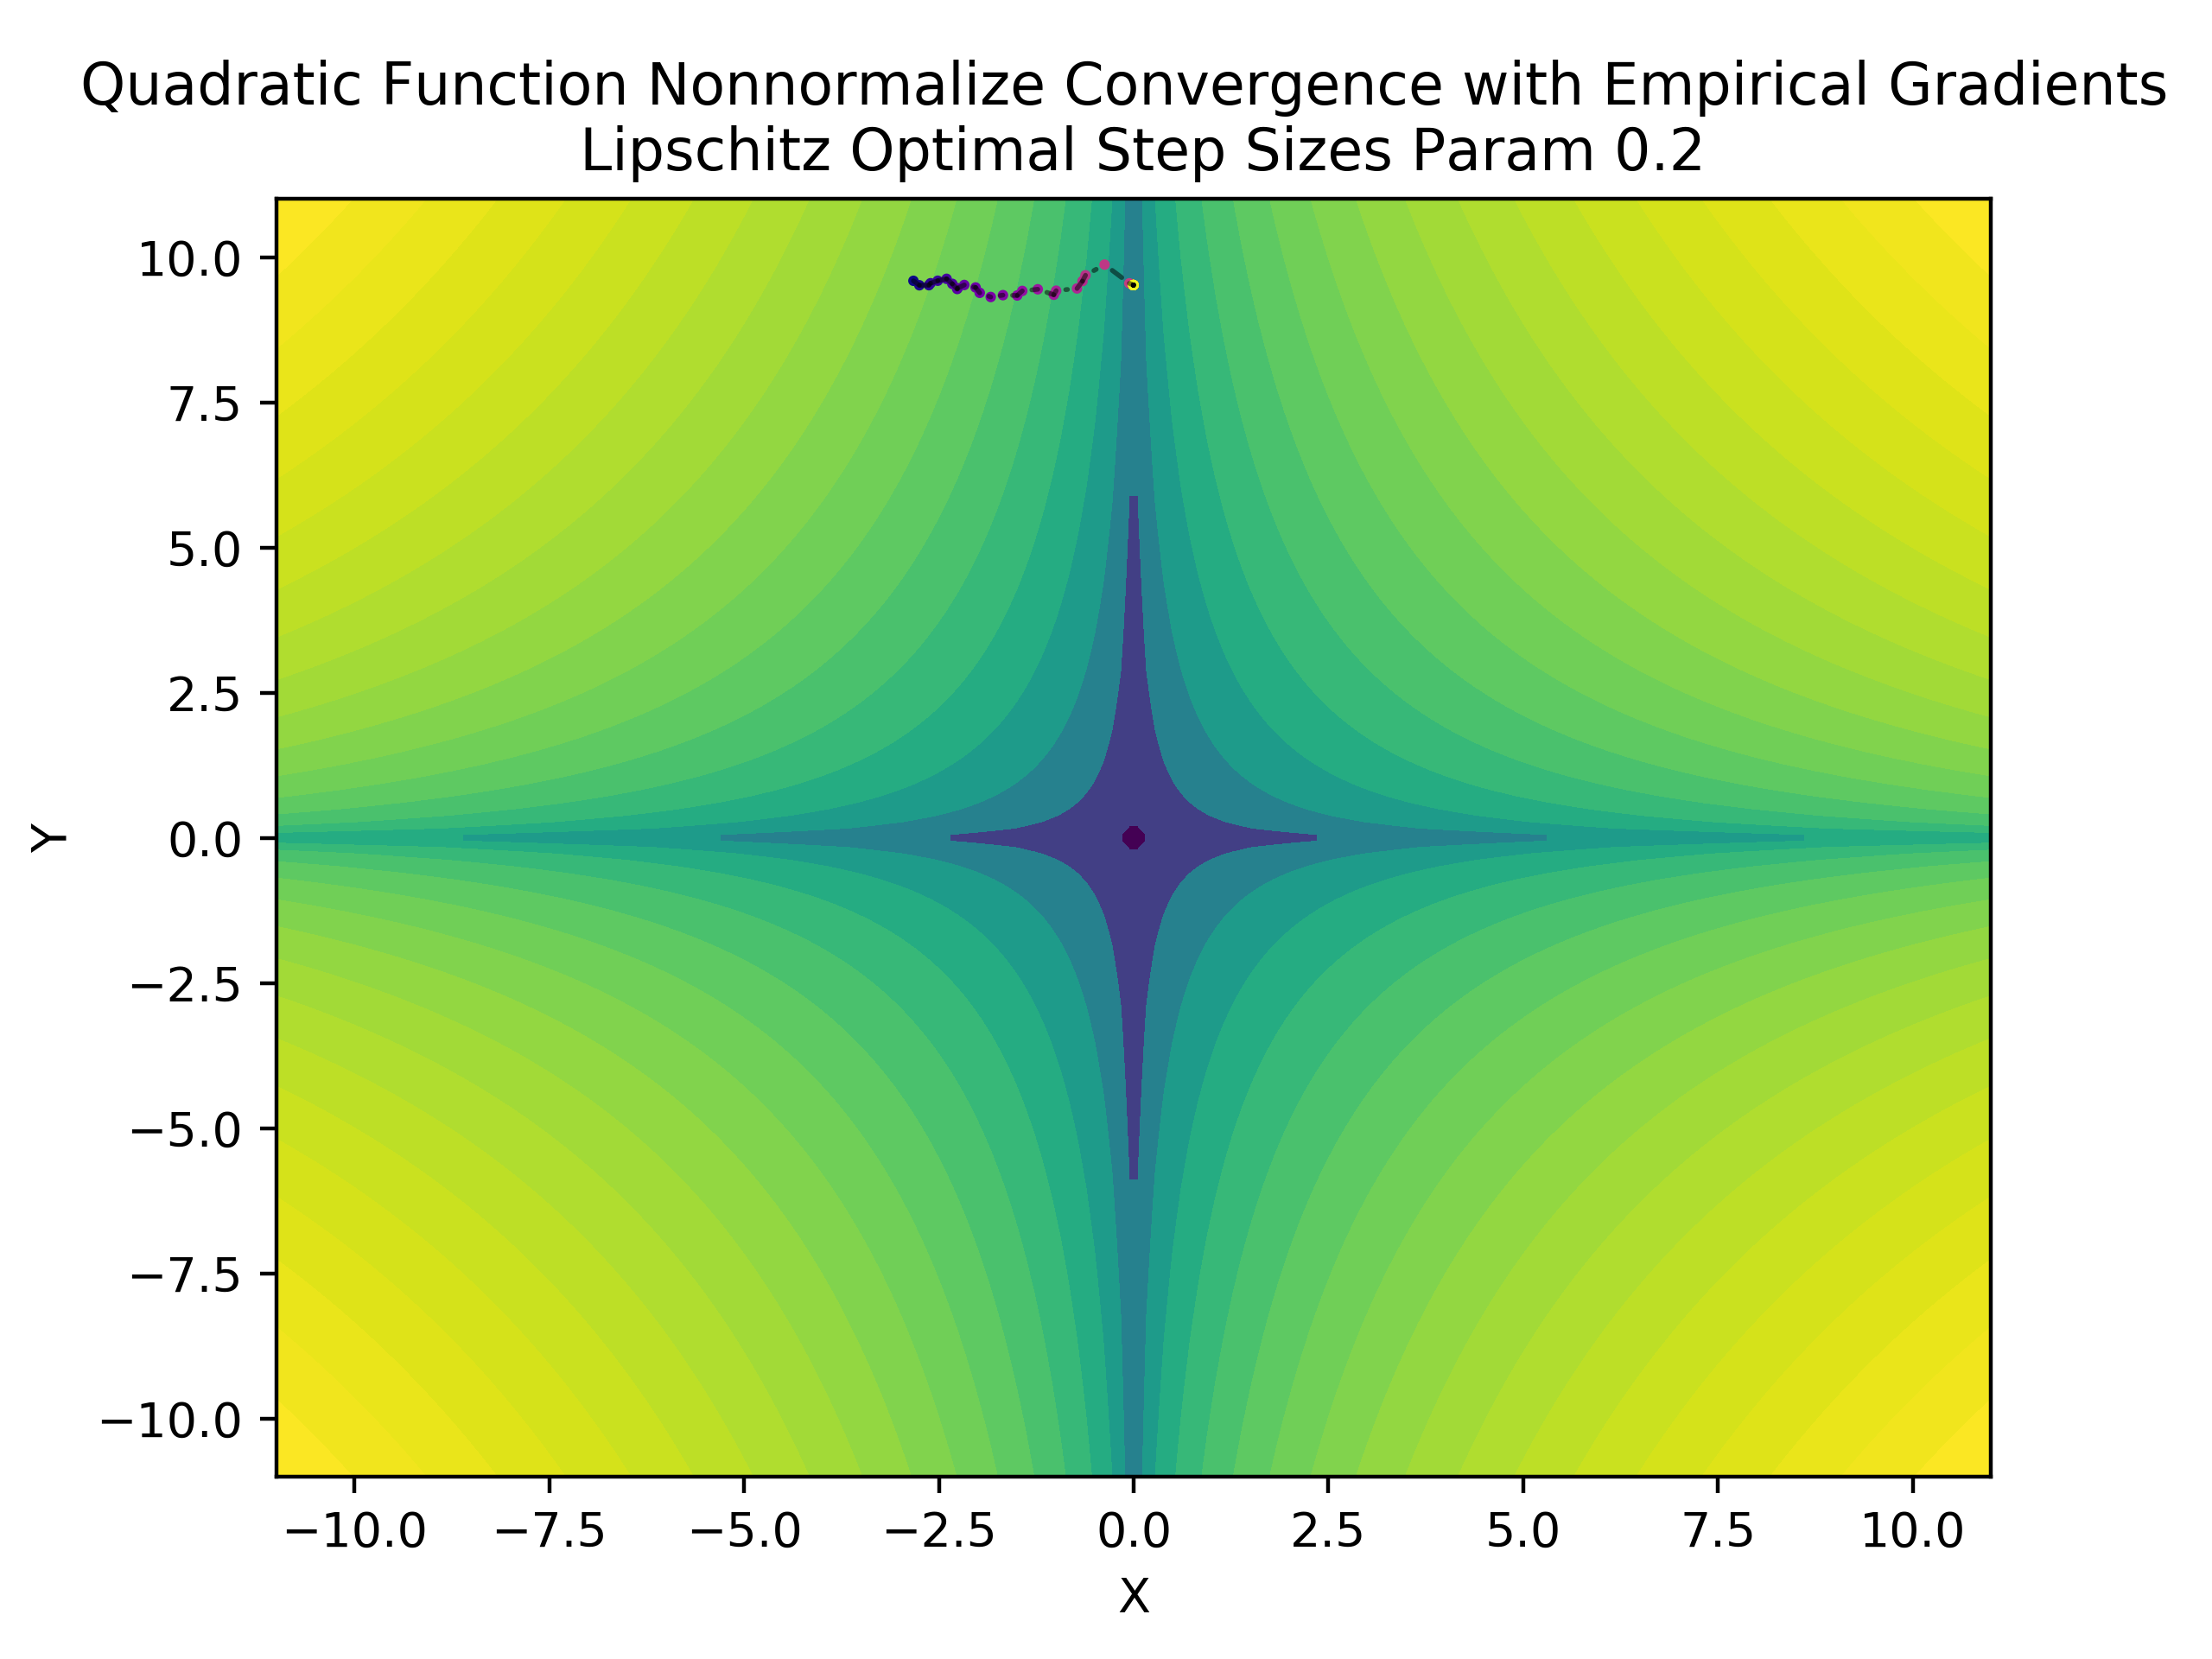 Quadratic Function Nonnormalize Convergence with Empirical Gradients
Lipschitz Optimal Step Sizes Param 0.2
10.0
7.5
5.0
2.5
0.0
−2.5
−5.0
−7.5
−10.0
Y
−10.0 −7.5 −5.0 −2.5 0.0 2.5 5.0 7.5 10.0
X